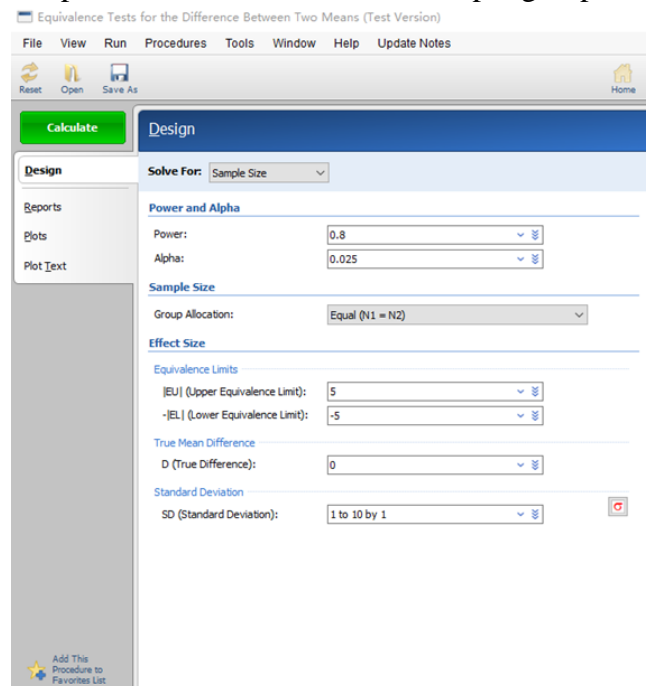 Equivalence Tests for the Difference Between Two Means (Test Version)
File View Run Procedures Tools Window Help Update Notes
Reset Open Save As Home
Calculate
Design
Design
Solve For: Sample Size
Reports
Power and Alpha
Plots
Power: 0.8
Plot Text
Alpha: 0.025
Sample Size
Group Allocation: Equal (N1 = N2)
Effect Size
Equivalence Limits
|EU| (Upper Equivalence Limit): 5
-|EL| (Lower Equivalence Limit): -5
True Mean Difference
D (True Difference): 0
Standard Deviation
SD (Standard Deviation): 1 to 10 by 1
σ
Add This
Procedure to
Favorites List